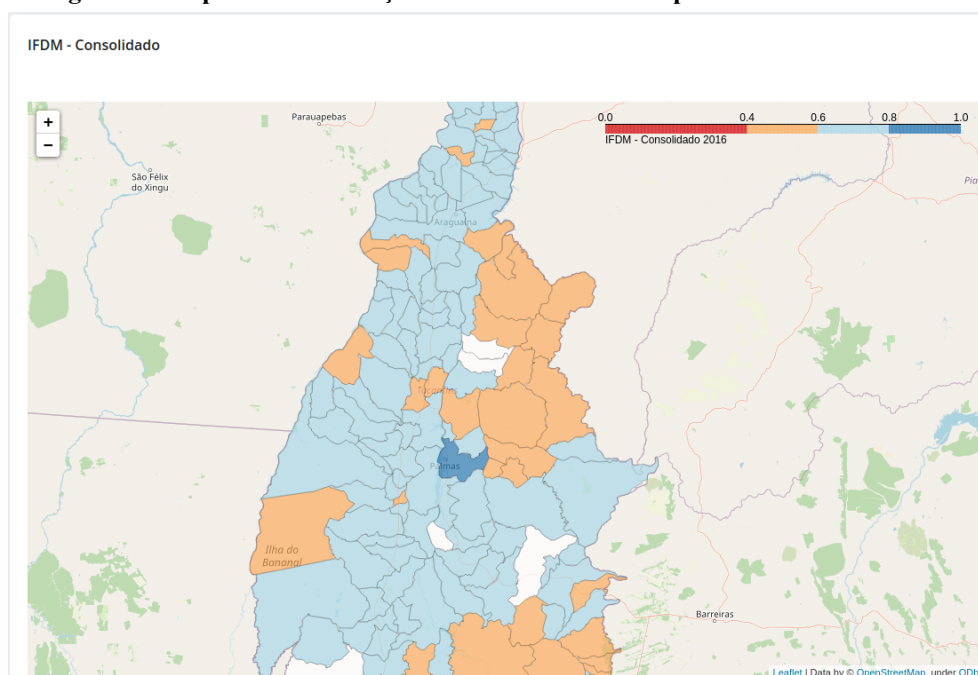 IFDM - Consolidado
+
−
Parauapebas
0.0 0.4 0.6 0.8 1.0
IFDM - Consolidado 2016
São Félix
do Xingu
Araguaína
Tocantins
Palmas
Ilha do
Bananal
Barreiras
Leaflet | Data by © OpenStreetMap, under